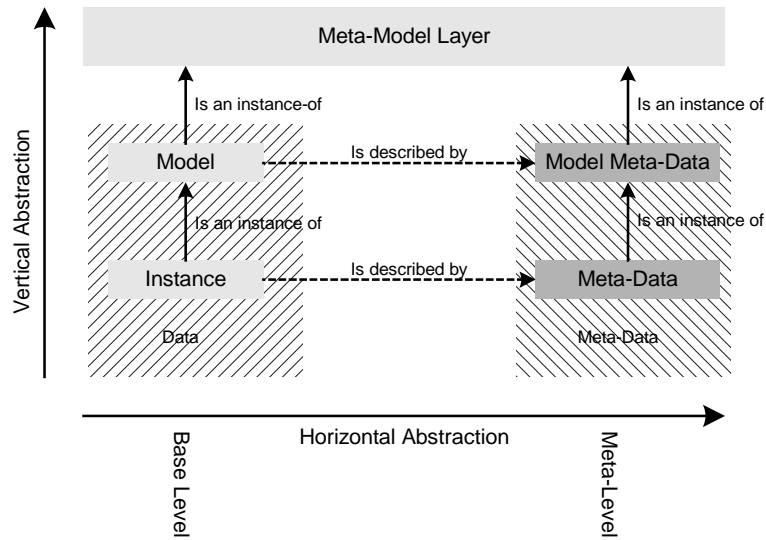 Meta-Model Layer
Is an instance-of
Is an instance of
Model
Is described by
Model Meta-Data
Is an instance of
Is an instance of
Instance
Is described by
Meta-Data
Data
Meta-Data
Vertical Abstraction
Horizontal Abstraction
Base Level
Meta-Level